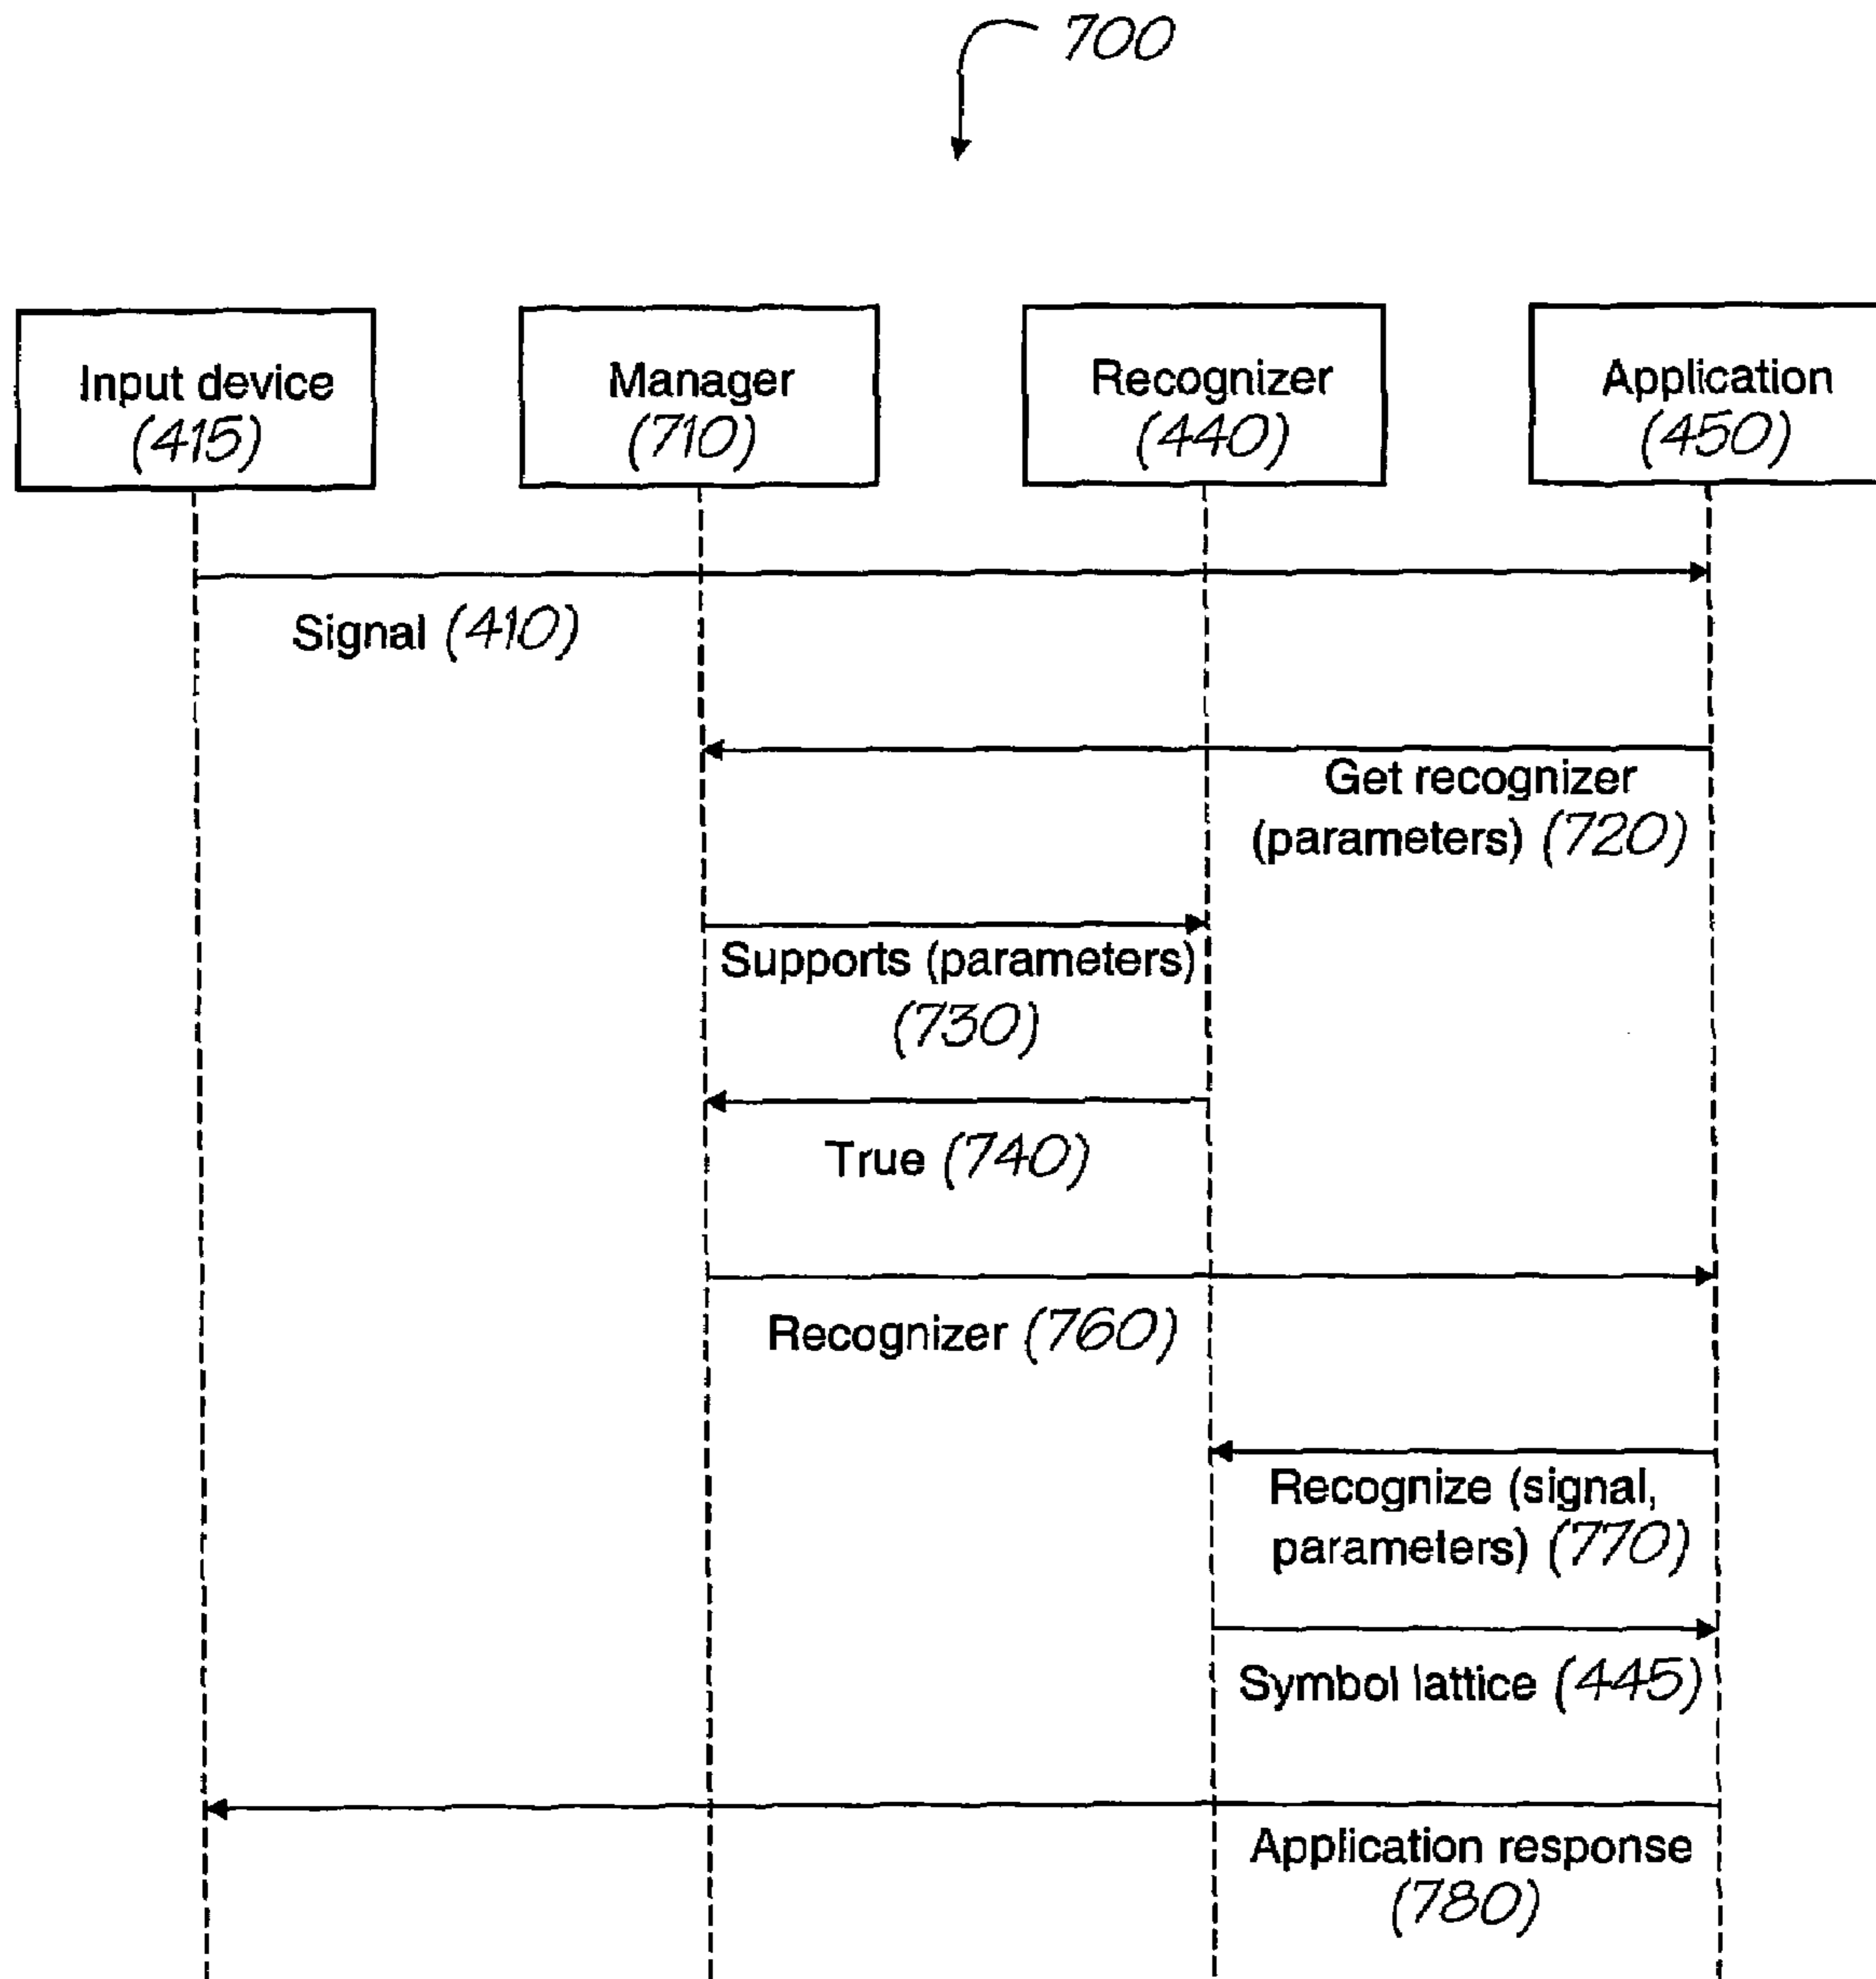 700
Input device
(415)
Manager
(710)
Recognizer
(440)
Application
(450)
Signal (410)
Get recognizer
(parameters) (720)
Supports (parameters)
(730)
True (740)
Recognizer (760)
Recognize (signal,
parameters) (770)
Symbol lattice (445)
Application response
(780)